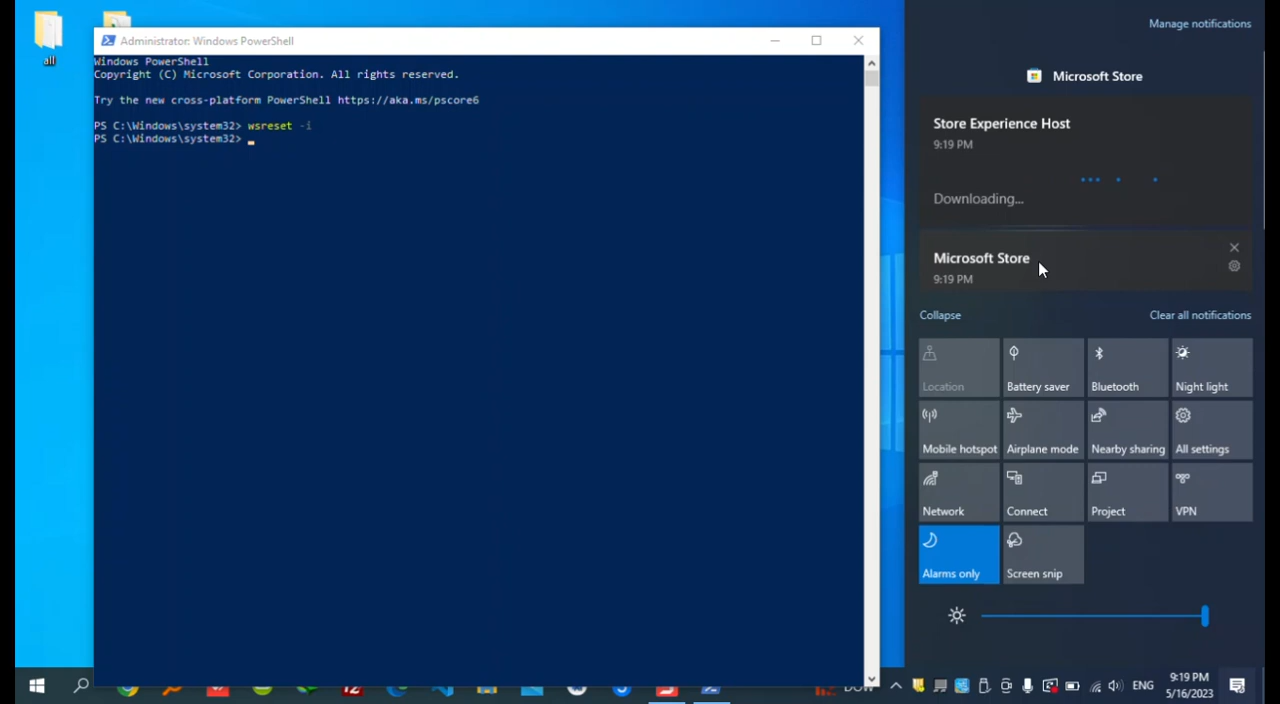 Manage notifications
all
Administrator: Windows PowerShell
Windows PowerShell
Copyright (C) Microsoft Corporation. All rights reserved.
Try the new cross-platform PowerShell https://aka.ms/pscore6
PS C:\Windows\system32> wsreset -i
PS C:\Windows\system32>
Microsoft Store
Store Experience Host
9:19 PM
Downloading...
Microsoft Store
9:19 PM
Collapse
Clear all notifications
Location
Battery saver
Bluetooth
Night light
Mobile hotspot
Airplane mode
Nearby sharing
All settings
Network
Connect
Project
VPN
Alarms only
Screen snip
ENG
9:19 PM
5/16/2023